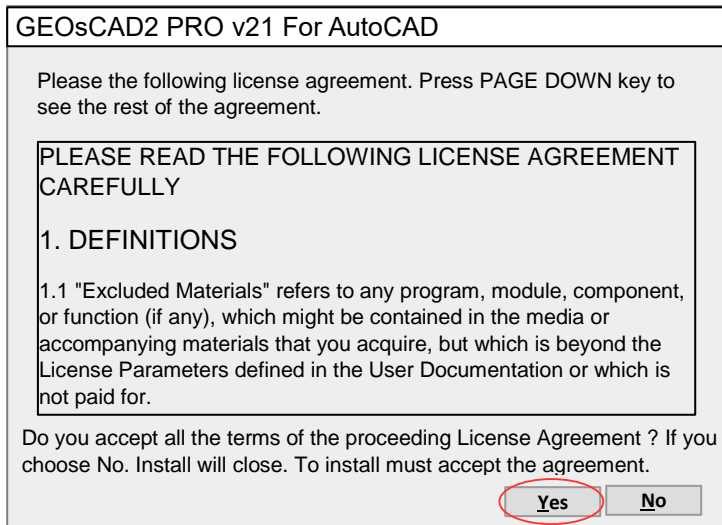 GEOsCAD2 PRO v21 For AutoCAD
Please the following license agreement. Press PAGE DOWN key to
see the rest of the agreement.
PLEASE READ THE FOLLOWING LICENSE AGREEMENT
CAREFULLY
1. DEFINITIONS
1.1 "Excluded Materials" refers to any program, module, component,
or function (if any), which might be contained in the media or
accompanying materials that you acquire, but which is beyond the
License Parameters defined in the User Documentation or which is
not paid for.
Do you accept all the terms of the proceeding License Agreement ? If you
choose No. Install will close. To install must accept the agreement.
Yes No